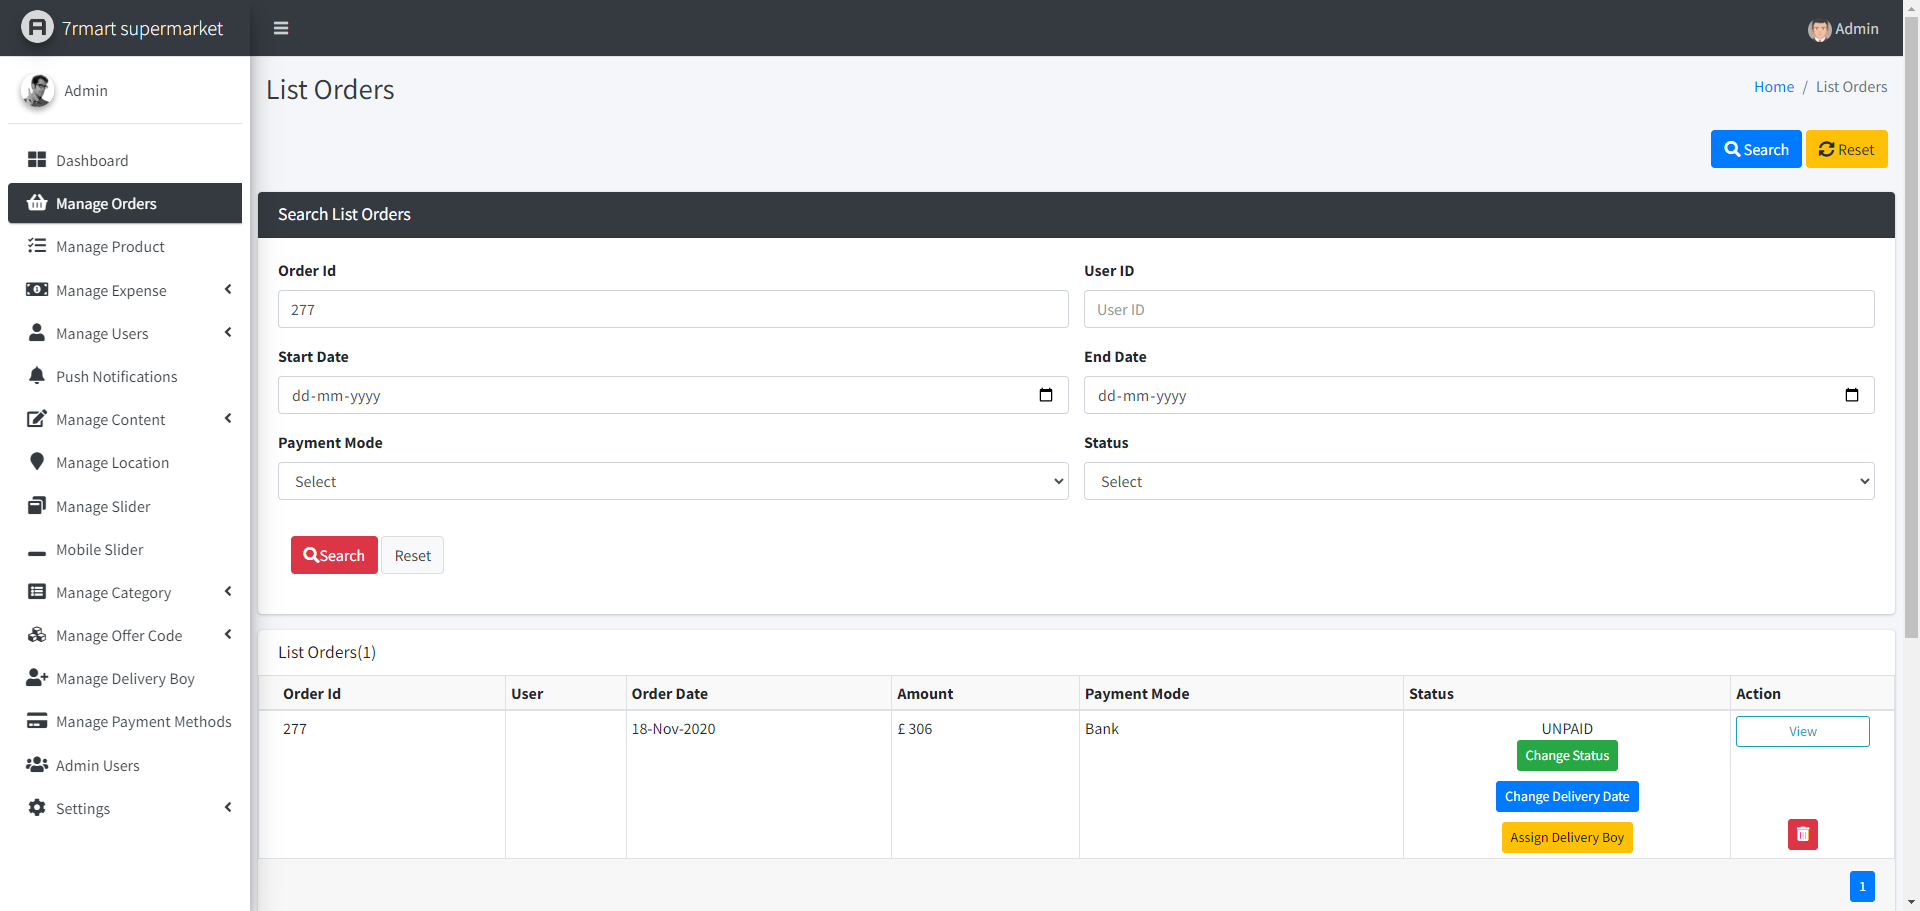 7rmart supermarket
Admin
Admin
Dashboard
Manage Orders
Manage Product
Manage Expense
Manage Users
Push Notifications
Manage Content
Manage Location
Manage Slider
Mobile Slider
Manage Category
Manage Offer Code
Manage Delivery Boy
Manage Payment Methods
Admin Users
Settings
List Orders
Home / List Orders
Search Reset
Search List Orders
Order Id User ID
277 User ID
Start Date End Date
dd-mm-yyyy dd-mm-yyyy
Payment Mode Status
Select Select
Search Reset
List Orders(1)
Order Id User Order Date Amount Payment Mode Status Action
277 18-Nov-2020 £ 306 Bank UNPAID View
Change Status
Change Delivery Date
Assign Delivery Boy
1